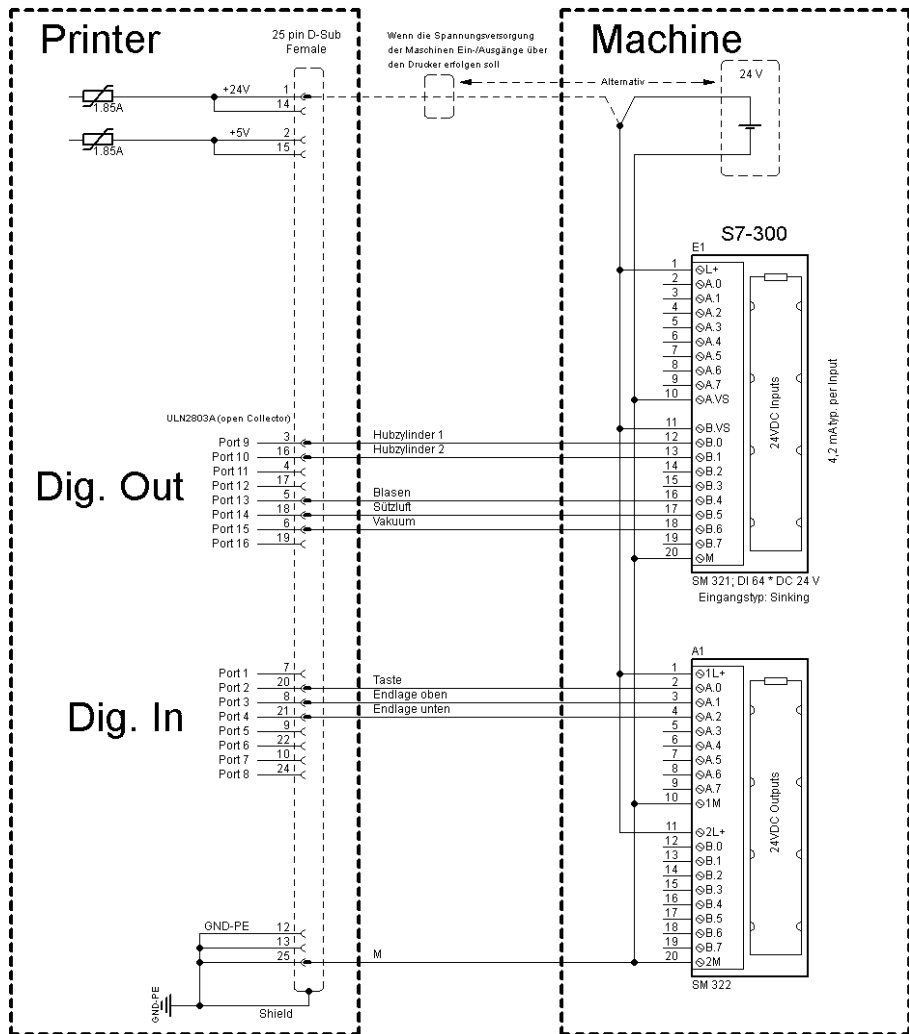 Printer
25 pin D-Sub
Female
Wenn die Spannungsversorgung
der Maschinen Ein-/Ausgänge über
den Drucker erfolgen soll
Machine
Alternativ
24 V
+24V
1
14
1.85A
+5V
2
15
1.85A
S7-300
E1
1 L+
2 A.0
3 A.1
4 A.2
5 A.3
6 A.4
7 A.5
8 A.6
9 A.7
10 A.VS
11 B.VS
12 B.0
13 B.1
14 B.2
15 B.3
16 B.4
17 B.5
18 B.6
19 B.7
20 M
24VDC Inputs
4,2 mAtyp. per Input
SM 321; DI 64 * DC 24 V
Eingangstyp: Sinking
ULN2803A(open Collector)
Dig. Out
Port 9 3 Hubzylinder 1
Port 10 16 Hubzylinder 2
Port 11 4
Port 12 17
Port 13 5 Blasen
Port 14 18 Sützluft
Port 15 6 Vakuum
Port 16 19
Dig. In
Port 1 7
Port 2 20 Taste
Port 3 8 Endlage oben
Port 4 21 Endlage unten
Port 5 9
Port 6 22
Port 7 10
Port 8 24
A1
1 1L+
2 A.0
3 A.1
4 A.2
5 A.3
6 A.4
7 A.5
8 A.6
9 A.7
10 1M
11 2L+
12 B.0
13 B.1
14 B.2
15 B.3
16 B.4
17 B.5
18 B.6
19 B.7
20 2M
24VDC Outputs
SM 322
GND-PE 12
13
25 M
GND-PE
Shield